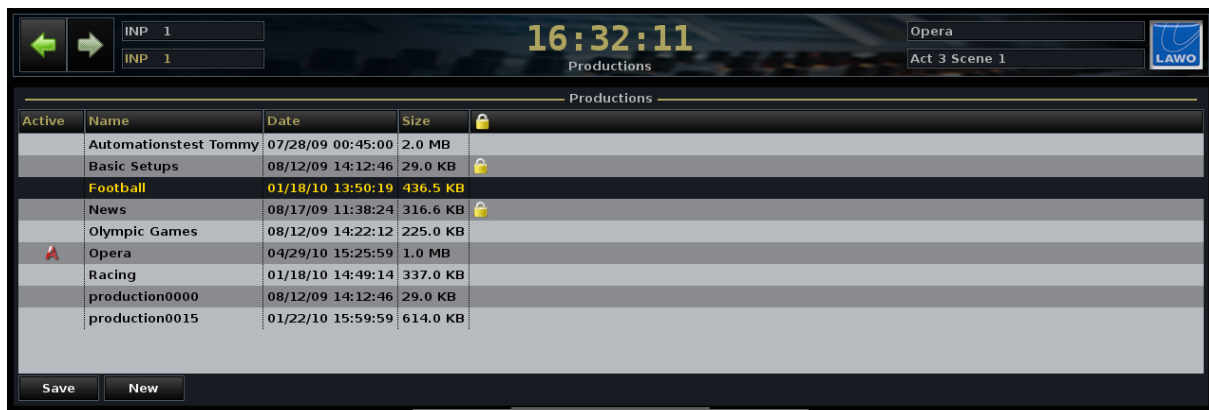 INP 1
INP 1
16:32:11
Productions
Opera
Act 3 Scene 1
LAWO
Productions
Active Name Date Size
Automationstest Tommy 07/28/09 00:45:00 2.0 MB
Basic Setups 08/12/09 14:12:46 29.0 KB
Football 01/18/10 13:50:19 436.5 KB
News 08/17/09 11:38:24 316.6 KB
Olympic Games 08/12/09 14:22:12 225.0 KB
Opera 04/29/10 15:25:59 1.0 MB
Racing 01/18/10 14:49:14 337.0 KB
production0000 08/12/09 14:12:46 29.0 KB
production0015 01/22/10 15:59:59 614.0 KB
Save New